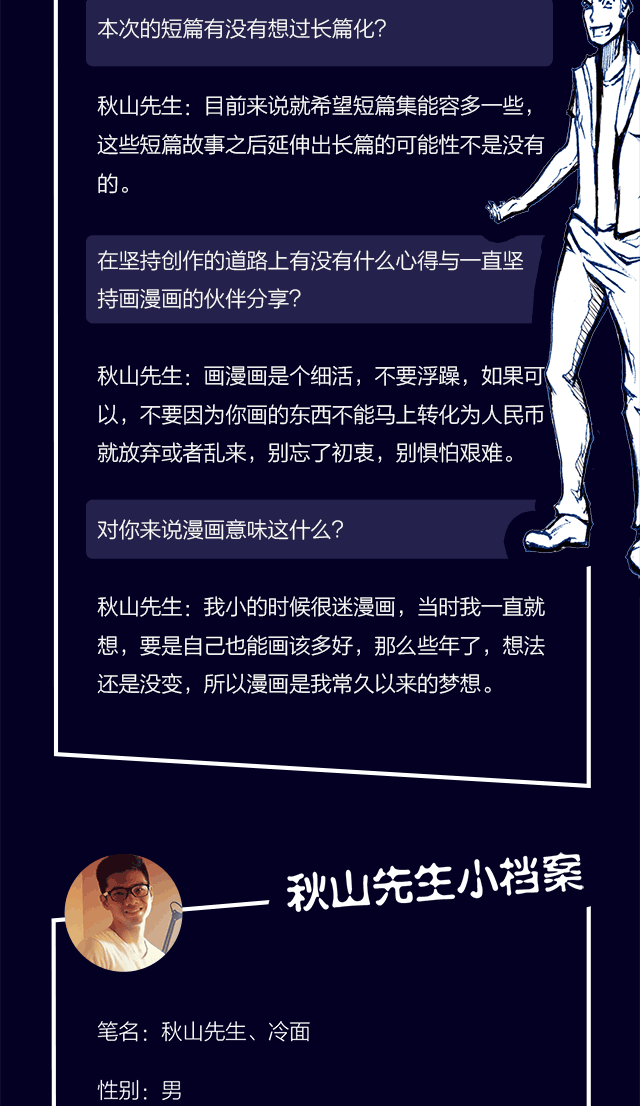 本次的短篇有没有想过长篇化？
秋山先生：目前来说就希望短篇集能容多一些，
这些短篇故事之后延伸出长篇的可能性不是没有
的。
在坚持创作的道路上有没有什么心得与一直坚
持画漫画的伙伴分享？
秋山先生：画漫画是个细活，不要浮躁，如果可
以，不要因为你画的东西不能马上转化为人民币
就放弃或者乱来，别忘了初衷，别惧怕艰难。
对你来说漫画意味这什么？
秋山先生：我小的时候很迷漫画，当时我一直就
想，要是自己也能画该多好，那么些年了，想法
还是没变，所以漫画是我常久以来的梦想。
秋山先生小档案
笔名：秋山先生、冷面
性别：男